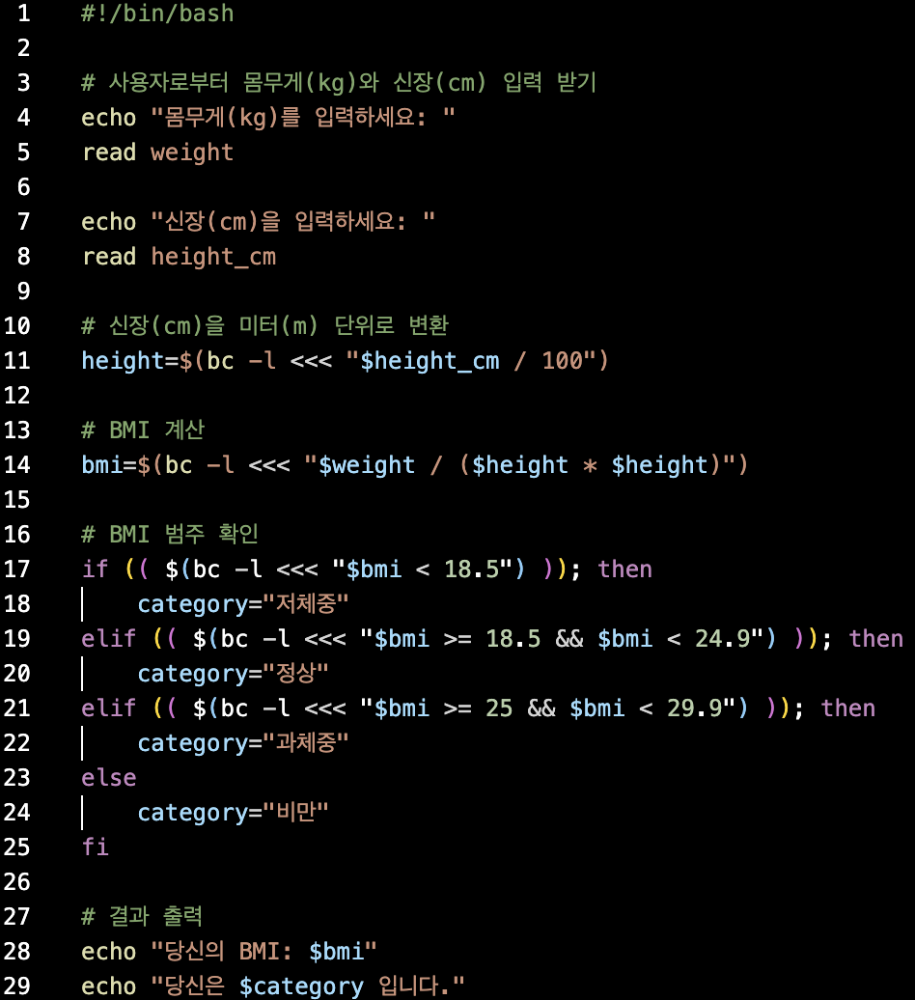 1 #!/bin/bash
2
3 # 사용자로부터 몸무게(kg)와 신장(cm) 입력 받기
4 echo "몸무게(kg)를 입력하세요: "
5 read weight
6
7 echo "신장(cm)을 입력하세요: "
8 read height_cm
9
10 # 신장(cm)을 미터(m) 단위로 변환
11 height=$(bc -l <<< "$height_cm / 100")
12
13 # BMI 계산
14 bmi=$(bc -l <<< "$weight / ($height * $height)")
15
16 # BMI 범주 확인
17 if (( $(bc -l <<< "$bmi < 18.5") )); then
18     category="저체중"
19 elif (( $(bc -l <<< "$bmi >= 18.5 && $bmi < 24.9") )); then
20     category="정상"
21 elif (( $(bc -l <<< "$bmi >= 25 && $bmi < 29.9") )); then
22     category="과체중"
23 else
24     category="비만"
25 fi
26
27 # 결과 출력
28 echo "당신의 BMI: $bmi"
29 echo "당신은 $category 입니다."